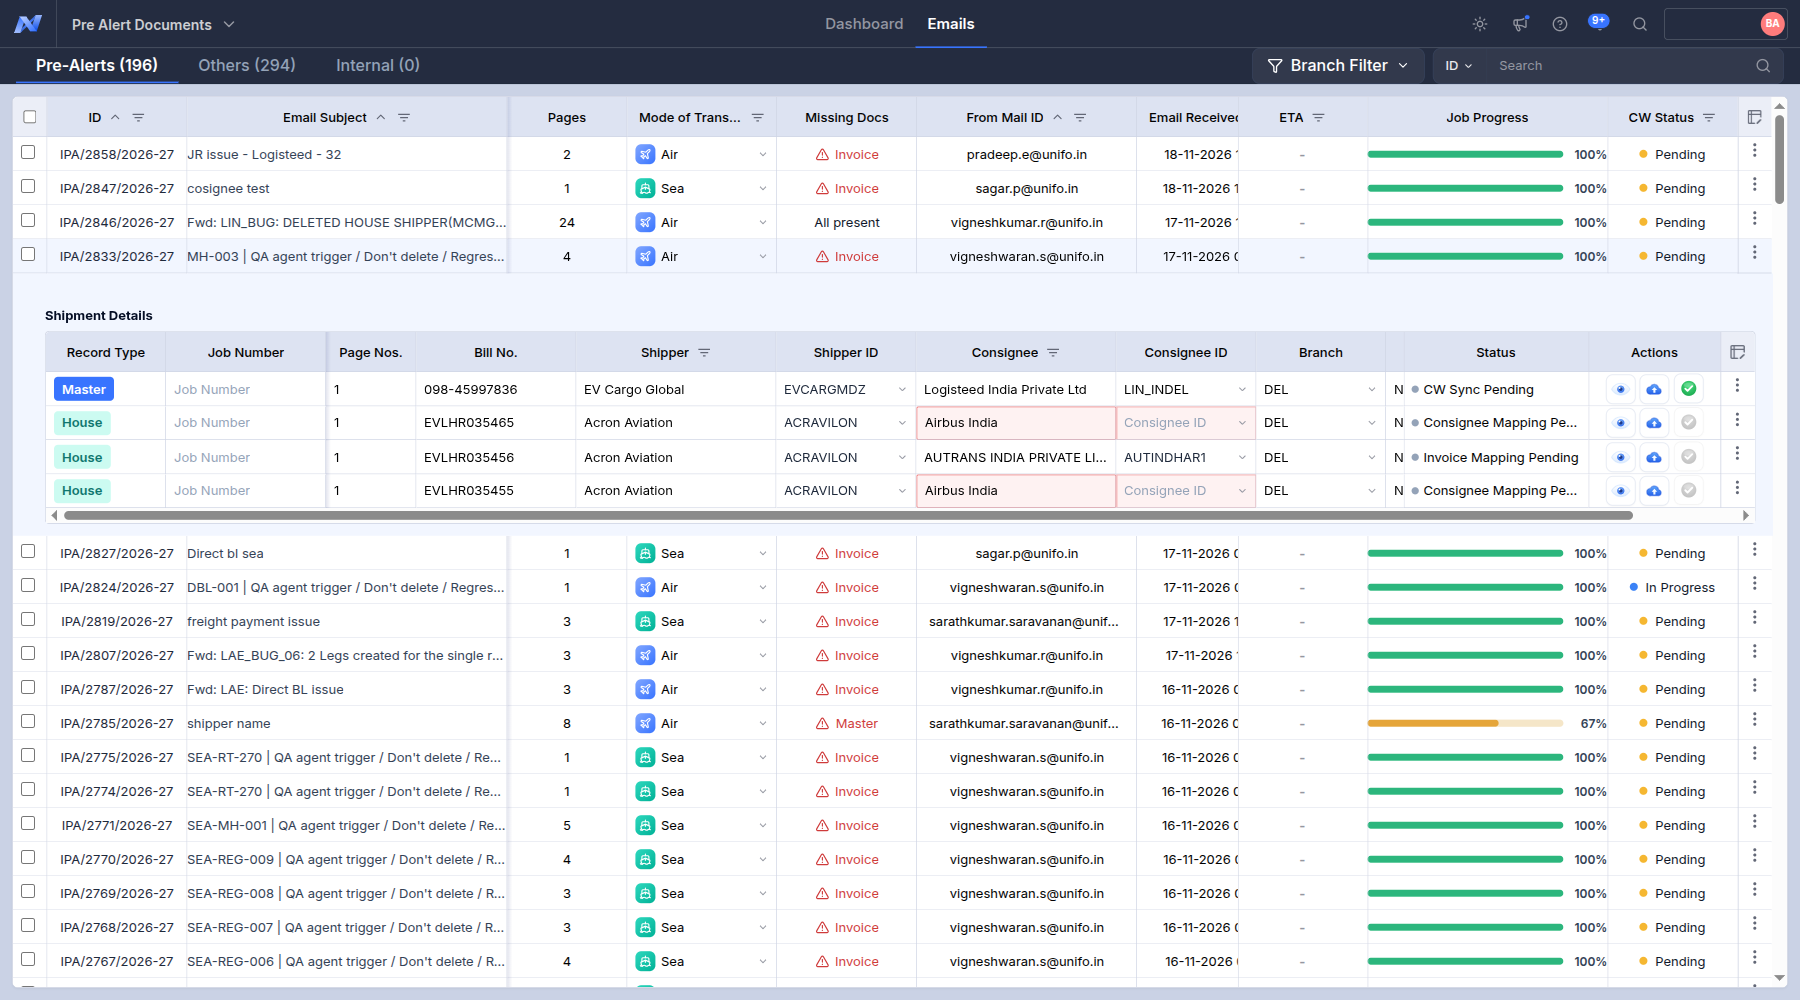 Pre Alert Documents Dashboard Emails 9+ BA
Pre-Alerts (196) Others (294) Internal (0) Branch Filter ID Search
ID Email Subject Pages Mode of Trans... Missing Docs From Mail ID Email Received ETA Job Progress CW Status
IPA/2858/2026-27 JR issue - Logisteed - 32 2 Air Invoice pradeep.e@unifo.in 18-11-2026 - 100% Pending
IPA/2847/2026-27 cosignee test 1 Sea Invoice sagar.p@unifo.in 18-11-2026 1 - 100% Pending
IPA/2846/2026-27 Fwd: LIN_BUG: DELETED HOUSE SHIPPER(MCMG... 24 Air All present vigneshkumar.r@unifo.in 17-11-2026 - 100% Pending
IPA/2833/2026-27 MH-003 | QA agent trigger / Don't delete / Regres... 4 Air Invoice vigneshwaran.s@unifo.in 17-11-2026 0 - 100% Pending
Shipment Details
Record Type Job Number Page Nos. Bill No. Shipper Shipper ID Consignee Consignee ID Branch Status Actions
Master Job Number 1 098-45997836 EV Cargo Global EVCARGMDZ Logisteed India Private Ltd LIN_INDEL DEL N CW Sync Pending
House Job Number 1 EVLHR035465 Acron Aviation ACRAVILON Airbus India Consignee ID DEL N Consignee Mapping Pe...
House Job Number 1 EVLHR035456 Acron Aviation ACRAVILON AUTRANS INDIA PRIVATE LI... AUTINDHAR1 DEL N Invoice Mapping Pending
House Job Number 1 EVLHR035455 Acron Aviation ACRAVILON Airbus India Consignee ID DEL N Consignee Mapping Pe...
IPA/2827/2026-27 Direct bl sea 1 Sea Invoice sagar.p@unifo.in 17-11-2026 0 - 100% Pending
IPA/2824/2026-27 DBL-001 | QA agent trigger / Don't delete / Regres... 1 Air Invoice vigneshwaran.s@unifo.in 17-11-2026 0 - 100% In Progress
IPA/2819/2026-27 freight payment issue 3 Sea Invoice sarathkumar.saravanan@unif... 17-11-2026 1 - 100% Pending
IPA/2807/2026-27 Fwd: LAE_BUG_06: 2 Legs created for the single r... 3 Air Invoice vigneshkumar.r@unifo.in 17-11-2026 - 100% Pending
IPA/2787/2026-27 Fwd: LAE: Direct BL issue 3 Air Invoice vigneshkumar.r@unifo.in 16-11-2026 0 - 100% Pending
IPA/2785/2026-27 shipper name 8 Air Master sarathkumar.saravanan@unif... 16-11-2026 0 - 67% Pending
IPA/2775/2026-27 SEA-RT-270 | QA agent trigger / Don't delete / Re... 1 Sea Invoice vigneshwaran.s@unifo.in 16-11-2026 0 - 100% Pending
IPA/2774/2026-27 SEA-RT-270 | QA agent trigger / Don't delete / Re... 1 Sea Invoice vigneshwaran.s@unifo.in 16-11-2026 0 - 100% Pending
IPA/2771/2026-27 SEA-MH-001 | QA agent trigger / Don't delete / Re... 5 Sea Invoice vigneshwaran.s@unifo.in 16-11-2026 0 - 100% Pending
IPA/2770/2026-27 SEA-REG-009 | QA agent trigger / Don't delete / R... 4 Sea Invoice vigneshwaran.s@unifo.in 16-11-2026 0 - 100% Pending
IPA/2769/2026-27 SEA-REG-008 | QA agent trigger / Don't delete / R... 3 Sea Invoice vigneshwaran.s@unifo.in 16-11-2026 0 - 100% Pending
IPA/2768/2026-27 SEA-REG-007 | QA agent trigger / Don't delete / R... 3 Sea Invoice vigneshwaran.s@unifo.in 16-11-2026 0 - 100% Pending
IPA/2767/2026-27 SEA-REG-006 | QA agent trigger / Don't delete / R... 4 Sea Invoice vigneshwaran.s@unifo.in 16-11-2026 - 100% Pending